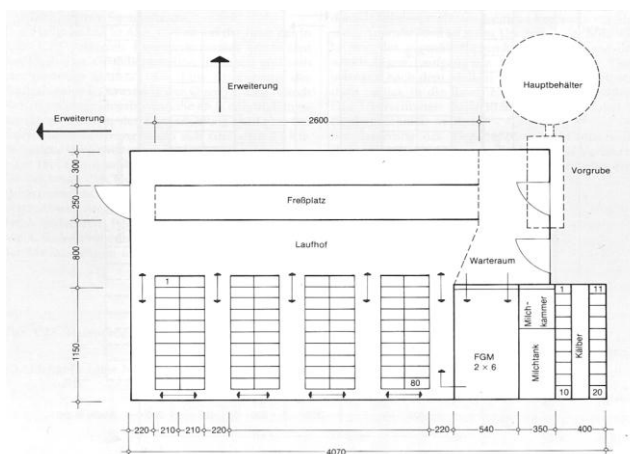 Hauptbehälter
Erweiterung
Erweiterung
2600
300
250
800
1150
Freßplatz
Vorgrube
Laufhof
Warteraum
1
80
FGM
2 × 6
Milch-
kammer
Milchtank
1
11
Kälber
10
20
220
210
210
220
220
540
350
400
4070